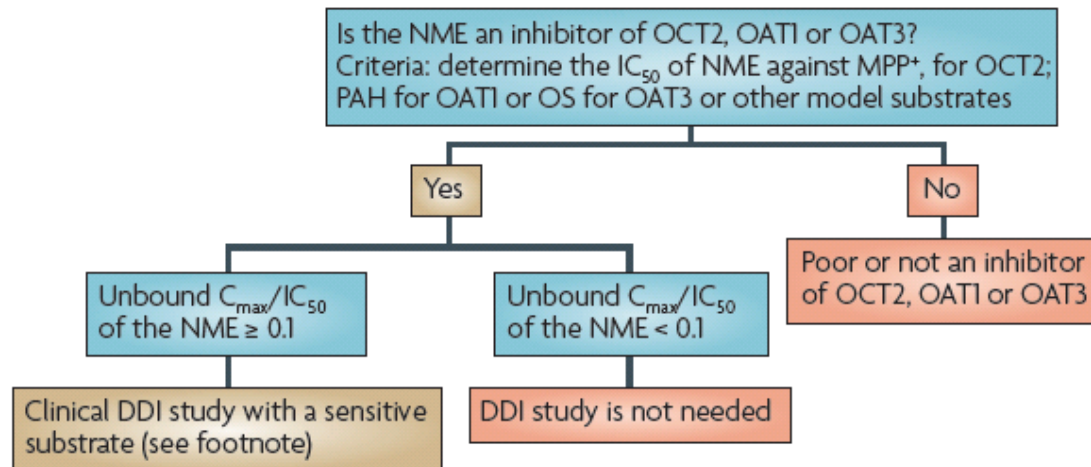 Is the NME an inhibitor of OCT2, OAT1 or OAT3?
Criteria: determine the IC₅₀ of NME against MPP⁺, for OCT2;
PAH for OAT1 or OS for OAT3 or other model substrates
Yes
No
Unbound Cₘₐₓ/IC₅₀
of the NME ≥ 0.1
Unbound Cₘₐₓ/IC₅₀
of the NME < 0.1
Poor or not an inhibitor
of OCT2, OAT1 or OAT3
Clinical DDI study with a sensitive
substrate (see footnote)
DDI study is not needed